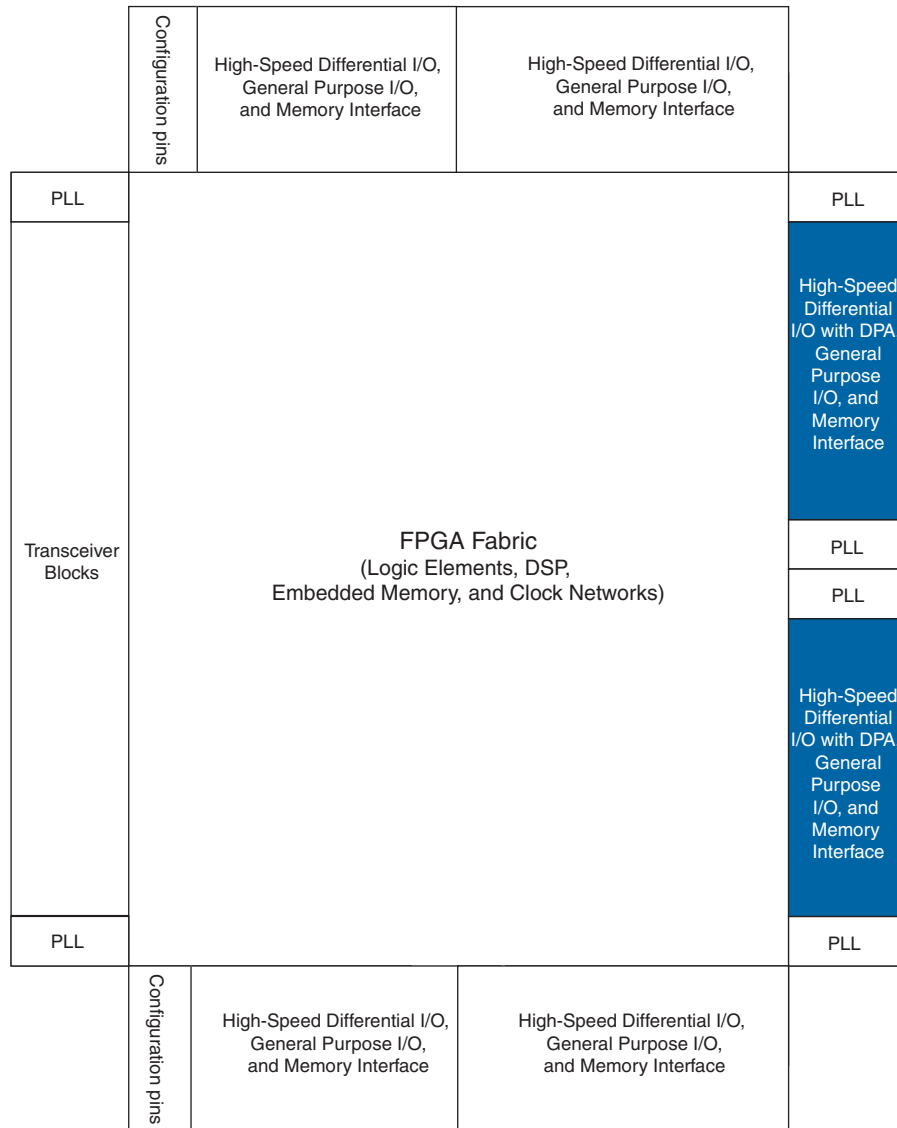 Configuration pins
High-Speed Differential I/O,
General Purpose I/O,
and Memory Interface
High-Speed Differential I/O,
General Purpose I/O,
and Memory Interface
PLL
PLL
High-Speed
Differential
I/O with DPA,
General
Purpose
I/O, and
Memory
Interface
Transceiver
Blocks
FPGA Fabric
(Logic Elements, DSP,
Embedded Memory, and Clock Networks)
PLL
PLL
High-Speed
Differential
I/O with DPA,
General
Purpose
I/O, and
Memory
Interface
PLL
PLL
Configuration pins
High-Speed Differential I/O,
General Purpose I/O,
and Memory Interface
High-Speed Differential I/O,
General Purpose I/O,
and Memory Interface